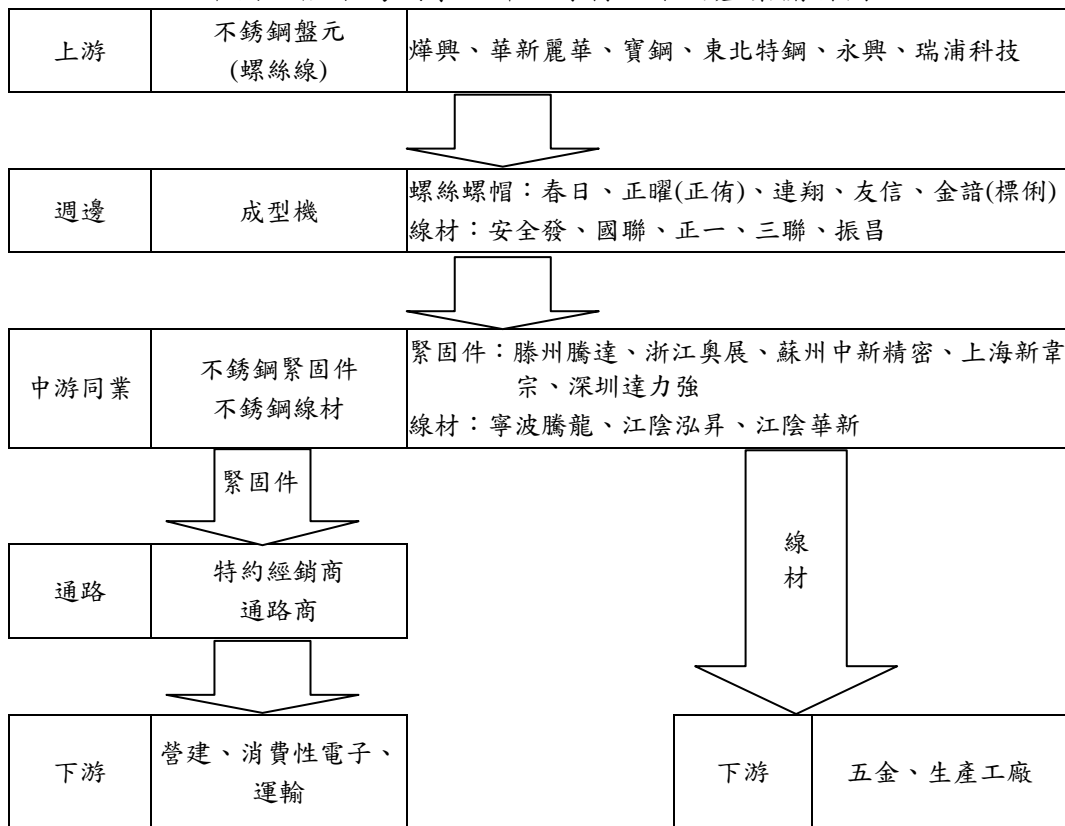 上游
不銹鋼盤元
(螺絲線)
燁興、華新麗華、寶鋼、東北特鋼、永興、瑞浦科技
週邊
成型機
螺絲螺帽：春日、正曜(正侑)、連翔、友信、金諳(標俐)
線材：安全發、國聯、正一、三聯、振昌
中游同業
不銹鋼緊固件
不銹鋼線材
緊固件：滕州騰達、浙江奧展、蘇州中新精密、上海新韋
宗、深圳達力強
線材：寧波騰龍、江陰泓昇、江陰華新
緊固件
線
材
通路
特約經銷商
通路商
下游
營建、消費性電子、
運輸
下游
五金、生產工廠